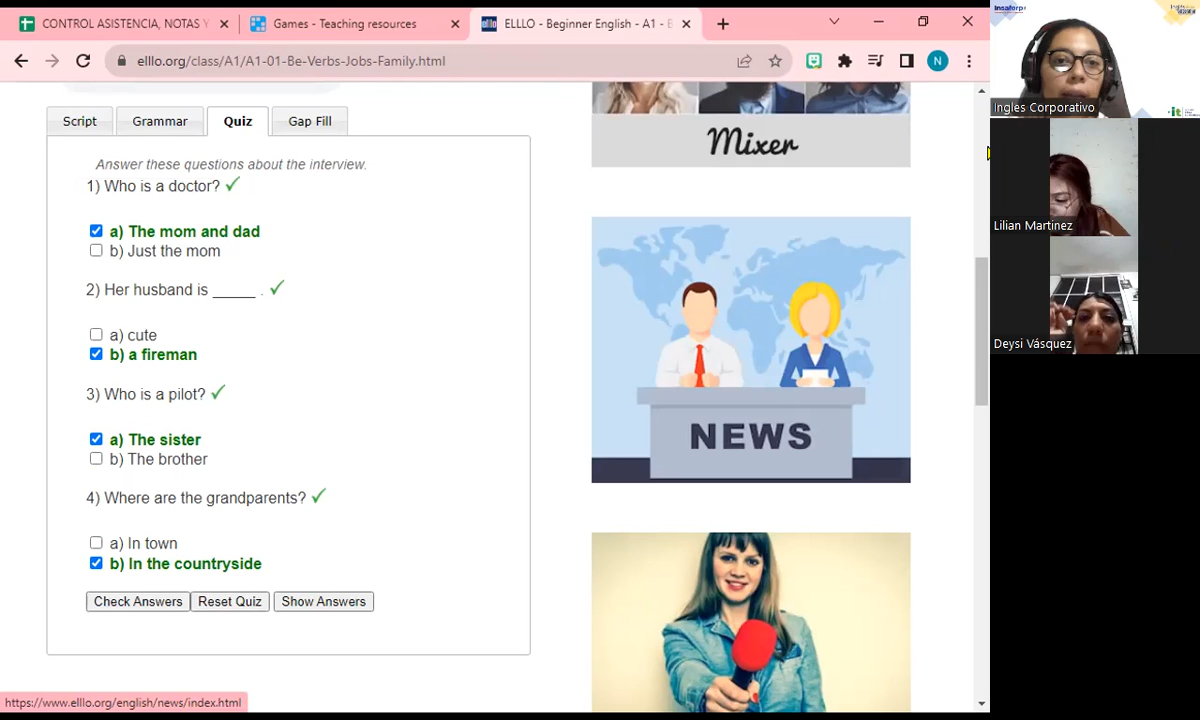 CONTROL ASISTENCIA, NOTAS Y
Games - Teaching resources
ELLLO - Beginner English - A1 - B
elllo.org/class/A1/A1-01-Be-Verbs-Jobs-Family.html
N
Script
Grammar
Quiz
Gap Fill
Answer these questions about the interview.
1) Who is a doctor?
a) The mom and dad
b) Just the mom
2) Her husband is _____ .
a) cute
b) a fireman
3) Who is a pilot?
a) The sister
b) The brother
4) Where are the grandparents?
a) In town
b) In the countryside
Check Answers
Reset Quiz
Show Answers
https://www.elllo.org/english/news/index.html
Mixer
NEWS
Insaforp
Ingles Corporativo
Lilian Martinez
Deysi Vásquez